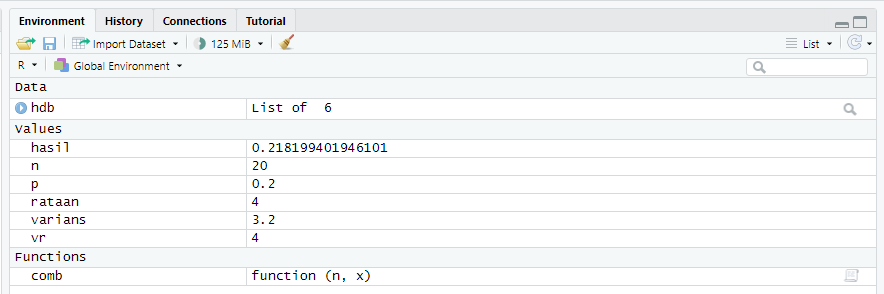 Environment History Connections Tutorial
Import Dataset 125 MiB List
R Global Environment
Data
hdb List of 6
Values
hasil 0.218199401946101
n 20
p 0.2
rataan 4
varians 3.2
vr 4
Functions
comb function (n, x)